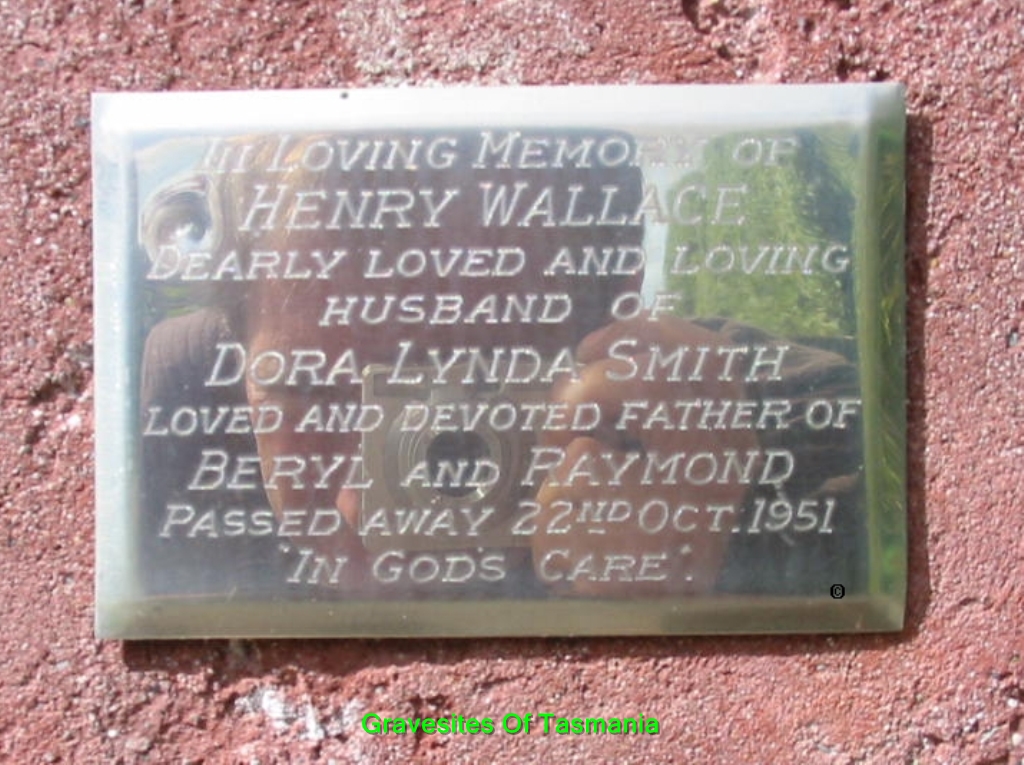 IN LOVING MEMORY OF
HENRY WALLACE
DEARLY LOVED AND LOVING
HUSBAND OF
DORA LYNDA SMITH
LOVED AND DEVOTED FATHER OF
BERYL AND RAYMOND
PASSED AWAY 22ND OCT. 1951
"IN GOD'S CARE".
©
Gravesites Of Tasmania